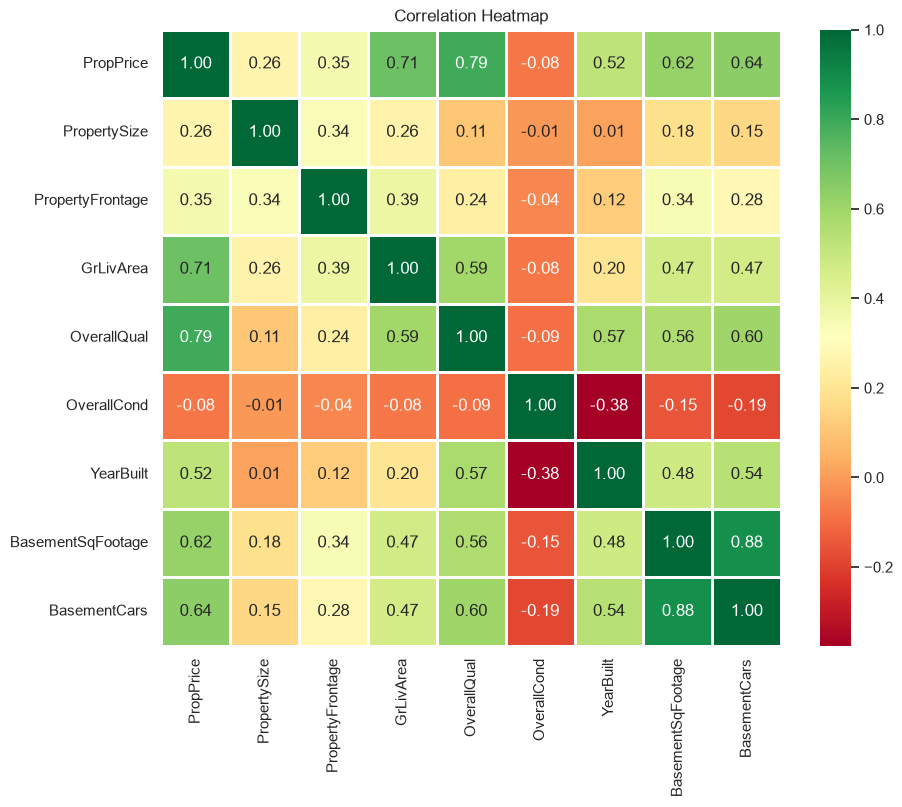 Correlation Heatmap
PropPrice 1.00 0.26 0.35 0.71 0.79 -0.08 0.52 0.62 0.64
PropertySize 0.26 1.00 0.34 0.26 0.11 -0.01 0.01 0.18 0.15
PropertyFrontage 0.35 0.34 1.00 0.39 0.24 -0.04 0.12 0.34 0.28
GrLivArea 0.71 0.26 0.39 1.00 0.59 -0.08 0.20 0.47 0.47
OverallQual 0.79 0.11 0.24 0.59 1.00 -0.09 0.57 0.56 0.60
OverallCond -0.08 -0.01 -0.04 -0.08 -0.09 1.00 -0.38 -0.15 -0.19
YearBuilt 0.52 0.01 0.12 0.20 0.57 -0.38 1.00 0.48 0.54
BasementSqFootage 0.62 0.18 0.34 0.47 0.56 -0.15 0.48 1.00 0.88
BasementCars 0.64 0.15 0.28 0.47 0.60 -0.19 0.54 0.88 1.00
PropPrice
PropertySize
PropertyFrontage
GrLivArea
OverallQual
OverallCond
YearBuilt
BasementSqFootage
BasementCars
1.0
0.8
0.6
0.4
0.2
0.0
−0.2